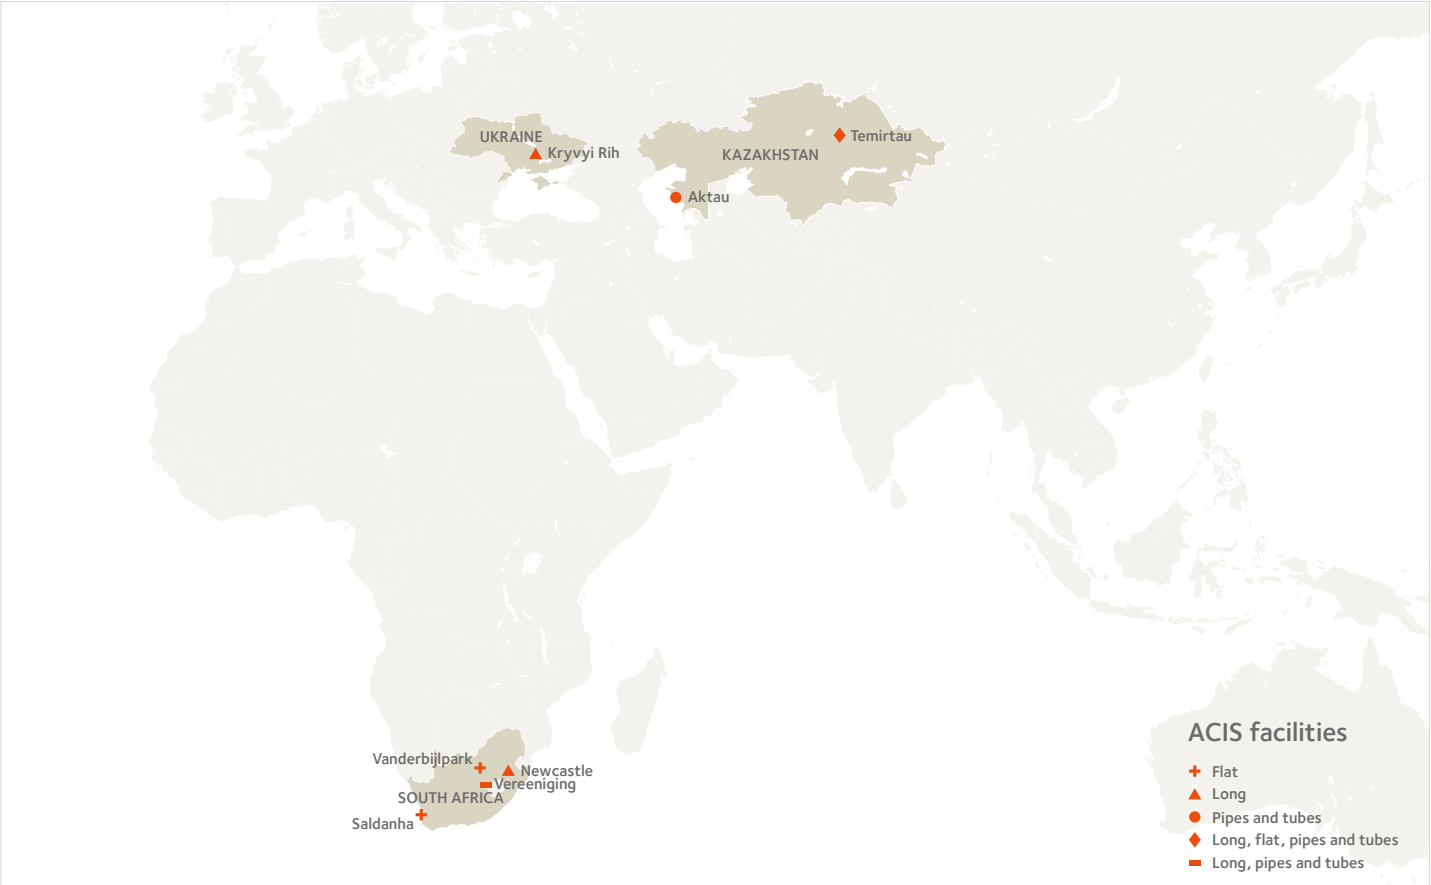 UKRAINE
Kryvyi Rih
Temirtau
KAZAKHSTAN
Aktau
Vanderbijlpark
Newcastle
Vereeniging
SOUTH AFRICA
Saldanha
ACIS facilities
Flat
Long
Pipes and tubes
Long, flat, pipes and tubes
Long, pipes and tubes